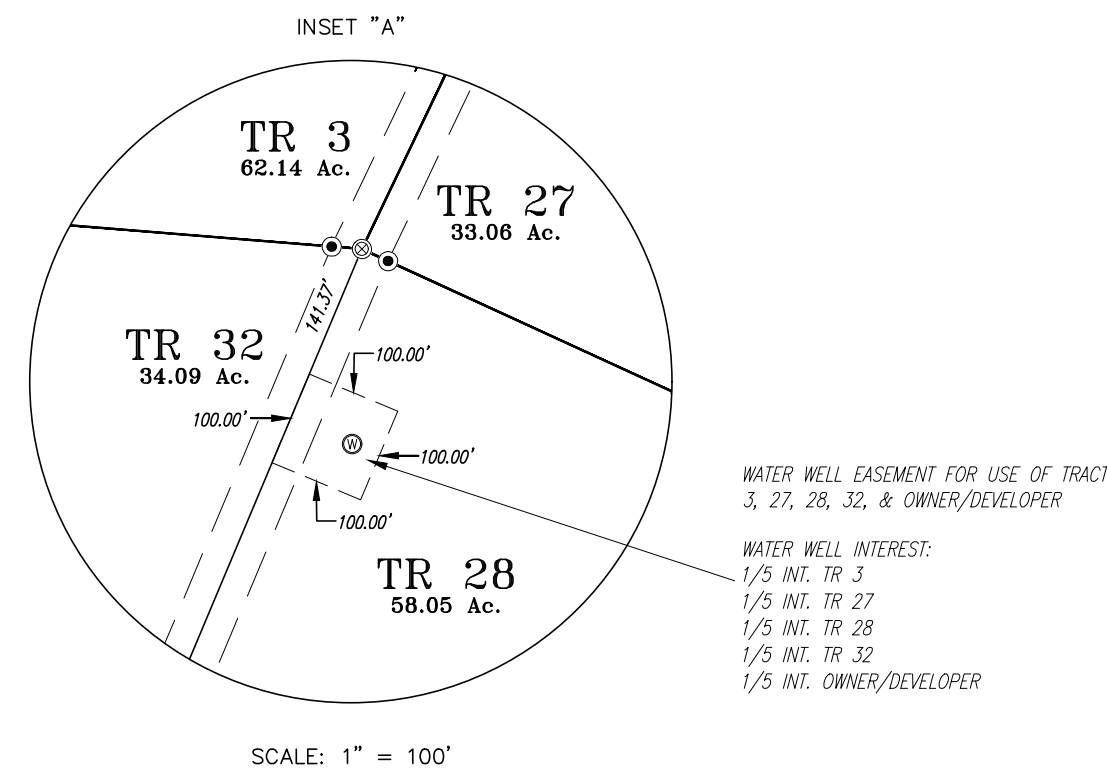 INSET "A"
TR 3
62.14 Ac.
TR 27
33.06 Ac.
141.37'
TR 32
34.09 Ac.
100.00'
100.00'
W
100.00'
100.00'
WATER WELL EASEMENT FOR USE OF TRACT
3, 27, 28, 32, & OWNER/DEVELOPER
WATER WELL INTEREST:
1/5 INT. TR 3
1/5 INT. TR 27
1/5 INT. TR 28
1/5 INT. TR 32
1/5 INT. OWNER/DEVELOPER
TR 28
58.05 Ac.
SCALE: 1" = 100'